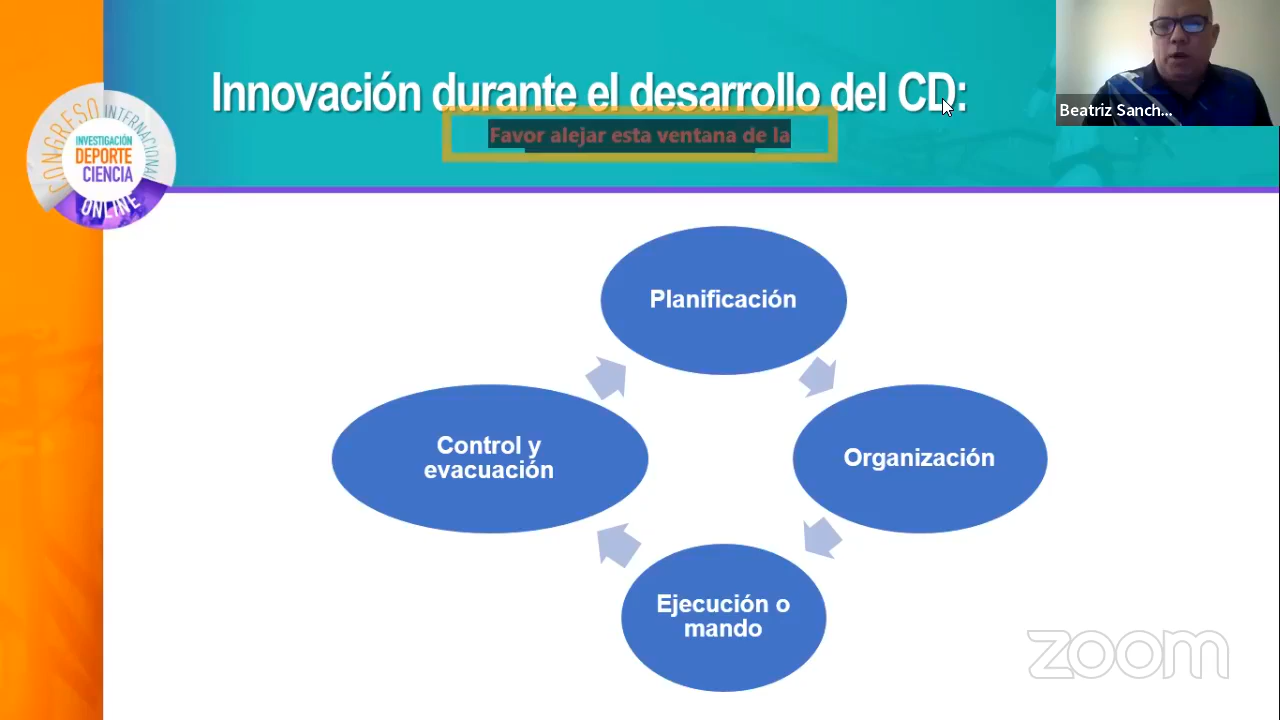 Innovación durante el desarrollo del CD:
Favor alejar esta ventana de la
Beatriz Sanch...
CONGRESO INTERNACIONAL
INVESTIGACIÓN
DEPORTE
CIENCIA
ONLINE
Planificación
Control y
evacuación
Organización
Ejecución o
mando
zoom